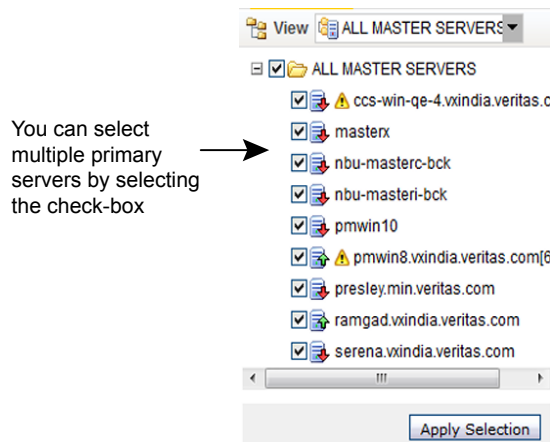 View ALL MASTER SERVERS
ALL MASTER SERVERS
ccs-win-qe-4.vxindia.veritas.c
masterx
nbu-masterc-bck
nbu-masteri-bck
pmwin10
pmwin8.vxindia.veritas.com[6
presley.min.veritas.com
ramgad.vxindia.veritas.com
serena.vxindia.veritas.com
Apply Selection
You can select
multiple primary
servers by selecting
the check-box